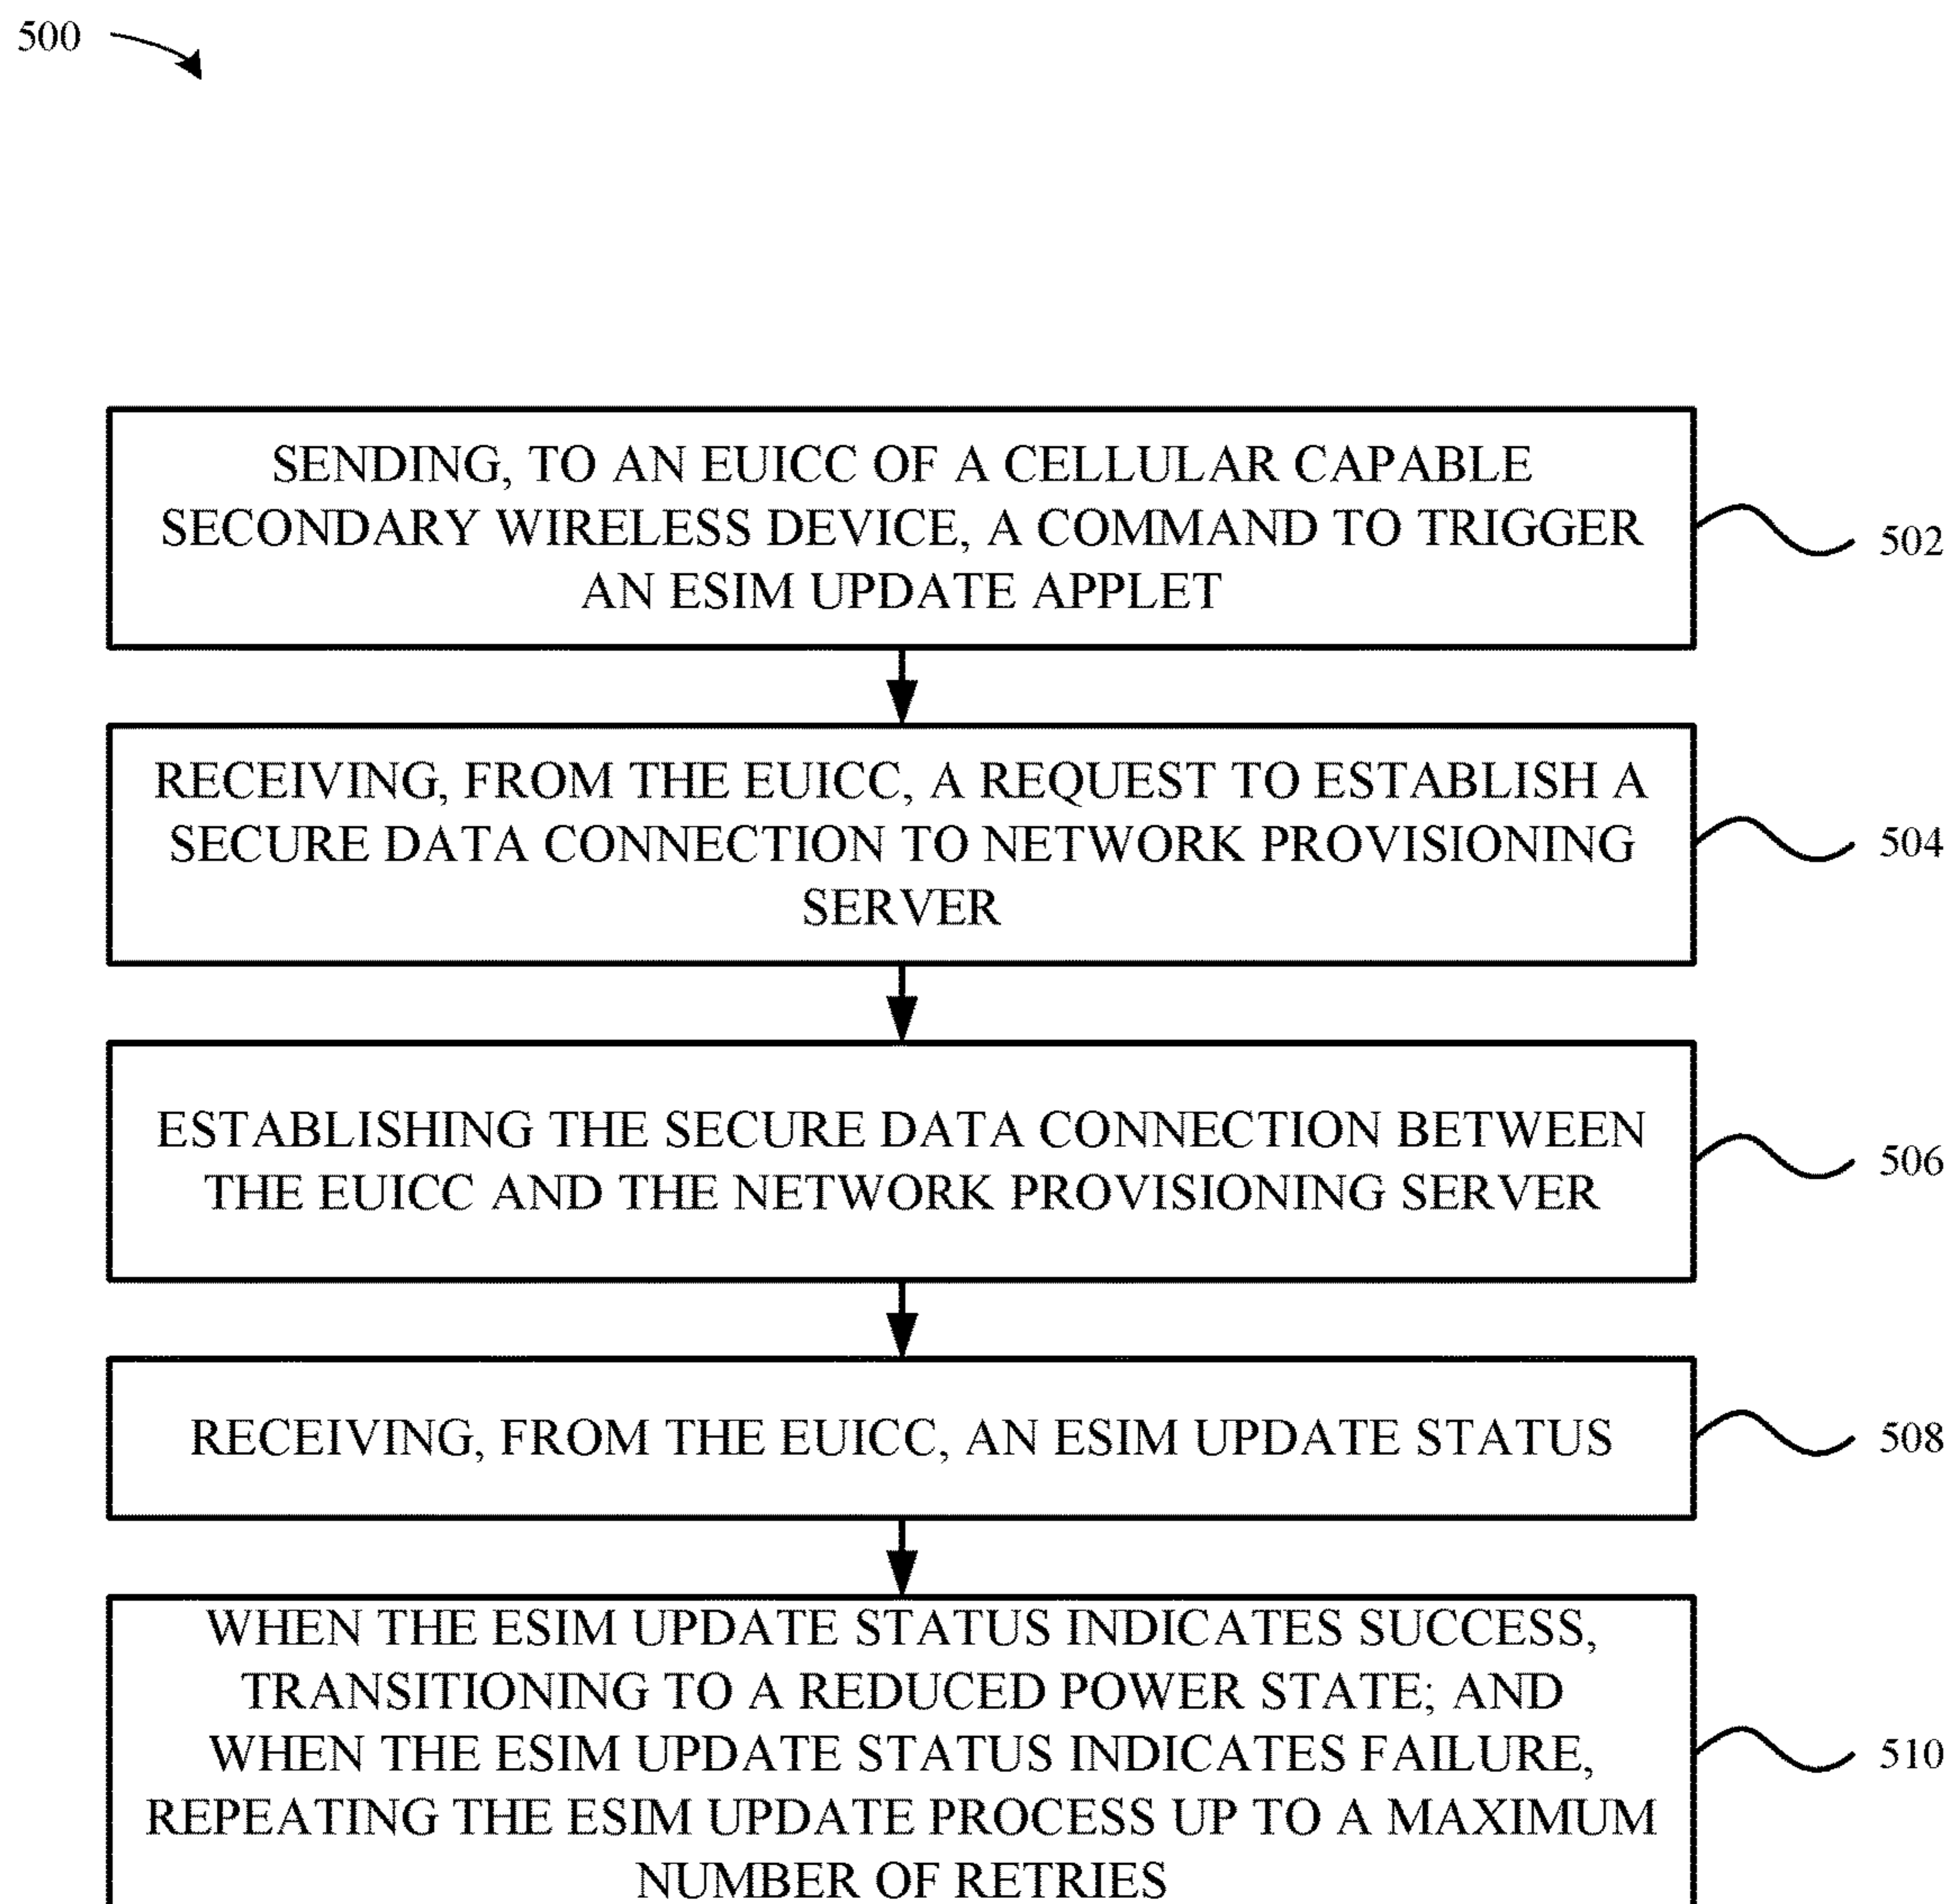 500
SENDING, TO AN EUICC OF A CELLULAR CAPABLE
SECONDARY WIRELESS DEVICE, A COMMAND TO TRIGGER
AN ESIM UPDATE APPLET
502
RECEIVING, FROM THE EUICC, A REQUEST TO ESTABLISH A
SECURE DATA CONNECTION TO NETWORK PROVISIONING
SERVER
504
ESTABLISHING THE SECURE DATA CONNECTION BETWEEN
THE EUICC AND THE NETWORK PROVISIONING SERVER
506
RECEIVING, FROM THE EUICC, AN ESIM UPDATE STATUS
508
WHEN THE ESIM UPDATE STATUS INDICATES SUCCESS,
TRANSITIONING TO A REDUCED POWER STATE; AND
WHEN THE ESIM UPDATE STATUS INDICATES FAILURE,
REPEATING THE ESIM UPDATE PROCESS UP TO A MAXIMUM
NUMBER OF RETRIES
510